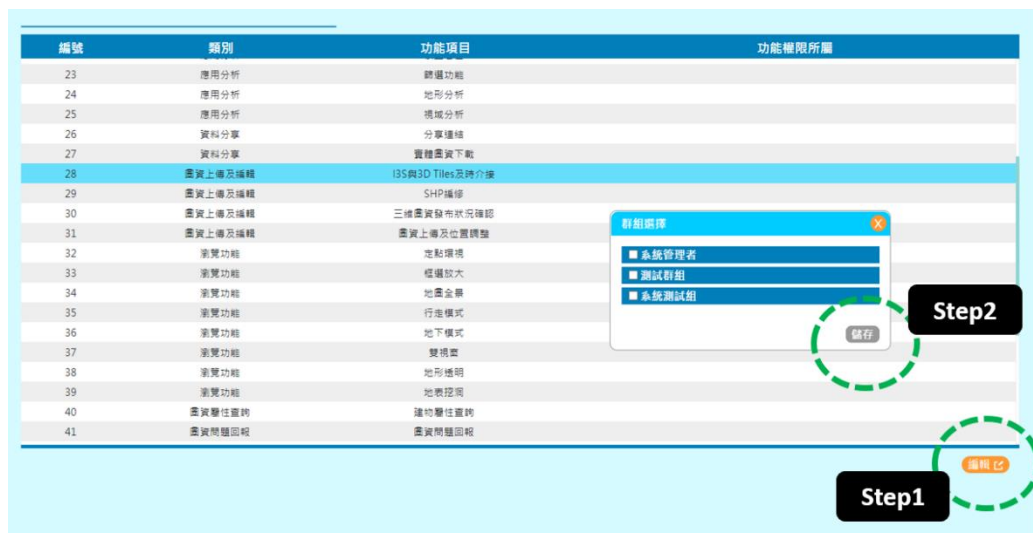 編號 類別 功能項目 功能權限所屬
23 應用分析 篩選功能
24 應用分析 地形分析
25 應用分析 視域分析
26 資料分享 分享連結
27 資料分享 實體圖資下載
28 圖資上傳及編輯 I3S與3D Tiles及時介接
29 圖資上傳及編輯 SHP編修
30 圖資上傳及編輯 三維圖資發布狀況確認
31 圖資上傳及編輯 圖資上傳及位置調整
32 瀏覽功能 定點環視
33 瀏覽功能 框選放大
34 瀏覽功能 地圖全景
35 瀏覽功能 行走模式
36 瀏覽功能 地下模式
37 瀏覽功能 雙視窗
38 瀏覽功能 地形透明
39 瀏覽功能 地表挖洞
40 圖資屬性查詢 建物屬性查詢
41 圖資問題回報 圖資問題回報
群組選擇
系統管理者
測試群組
系統測試組
儲存
Step2
編輯
Step1